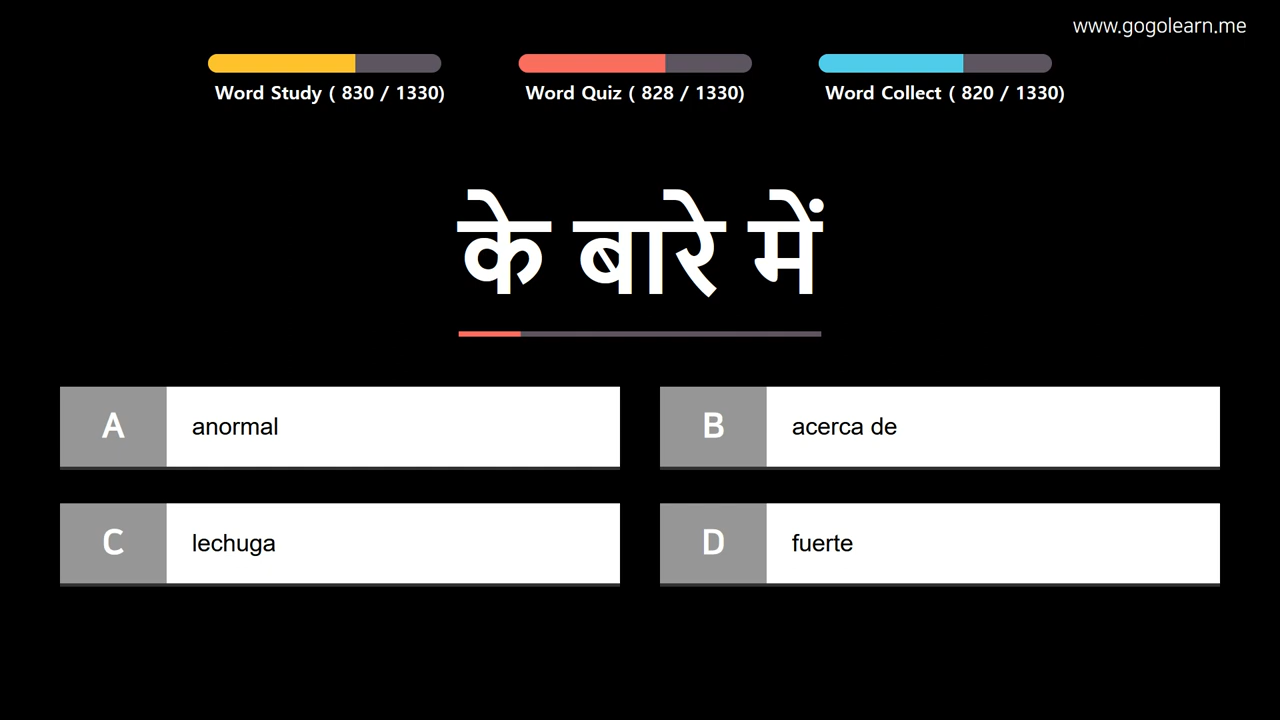 www.gogolearn.me
Word Study ( 830 / 1330)
Word Quiz ( 828 / 1330)
Word Collect ( 820 / 1330)
के बारे में
A
anormal
B
acerca de
C
lechuga
D
fuerte